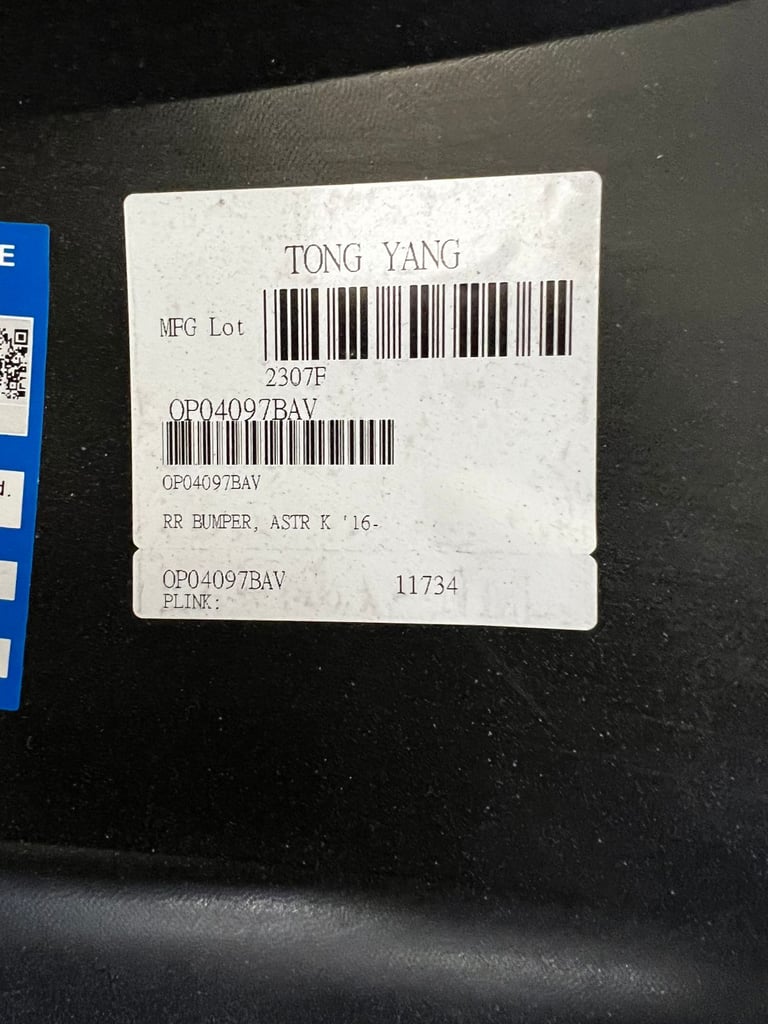 TONG YANG
MFG Lot
2307F
OP04097BAV
OP04097BAV
RR BUMPER, ASTR K '16-
OP04097BAV 11734
PLINK:
E
d.